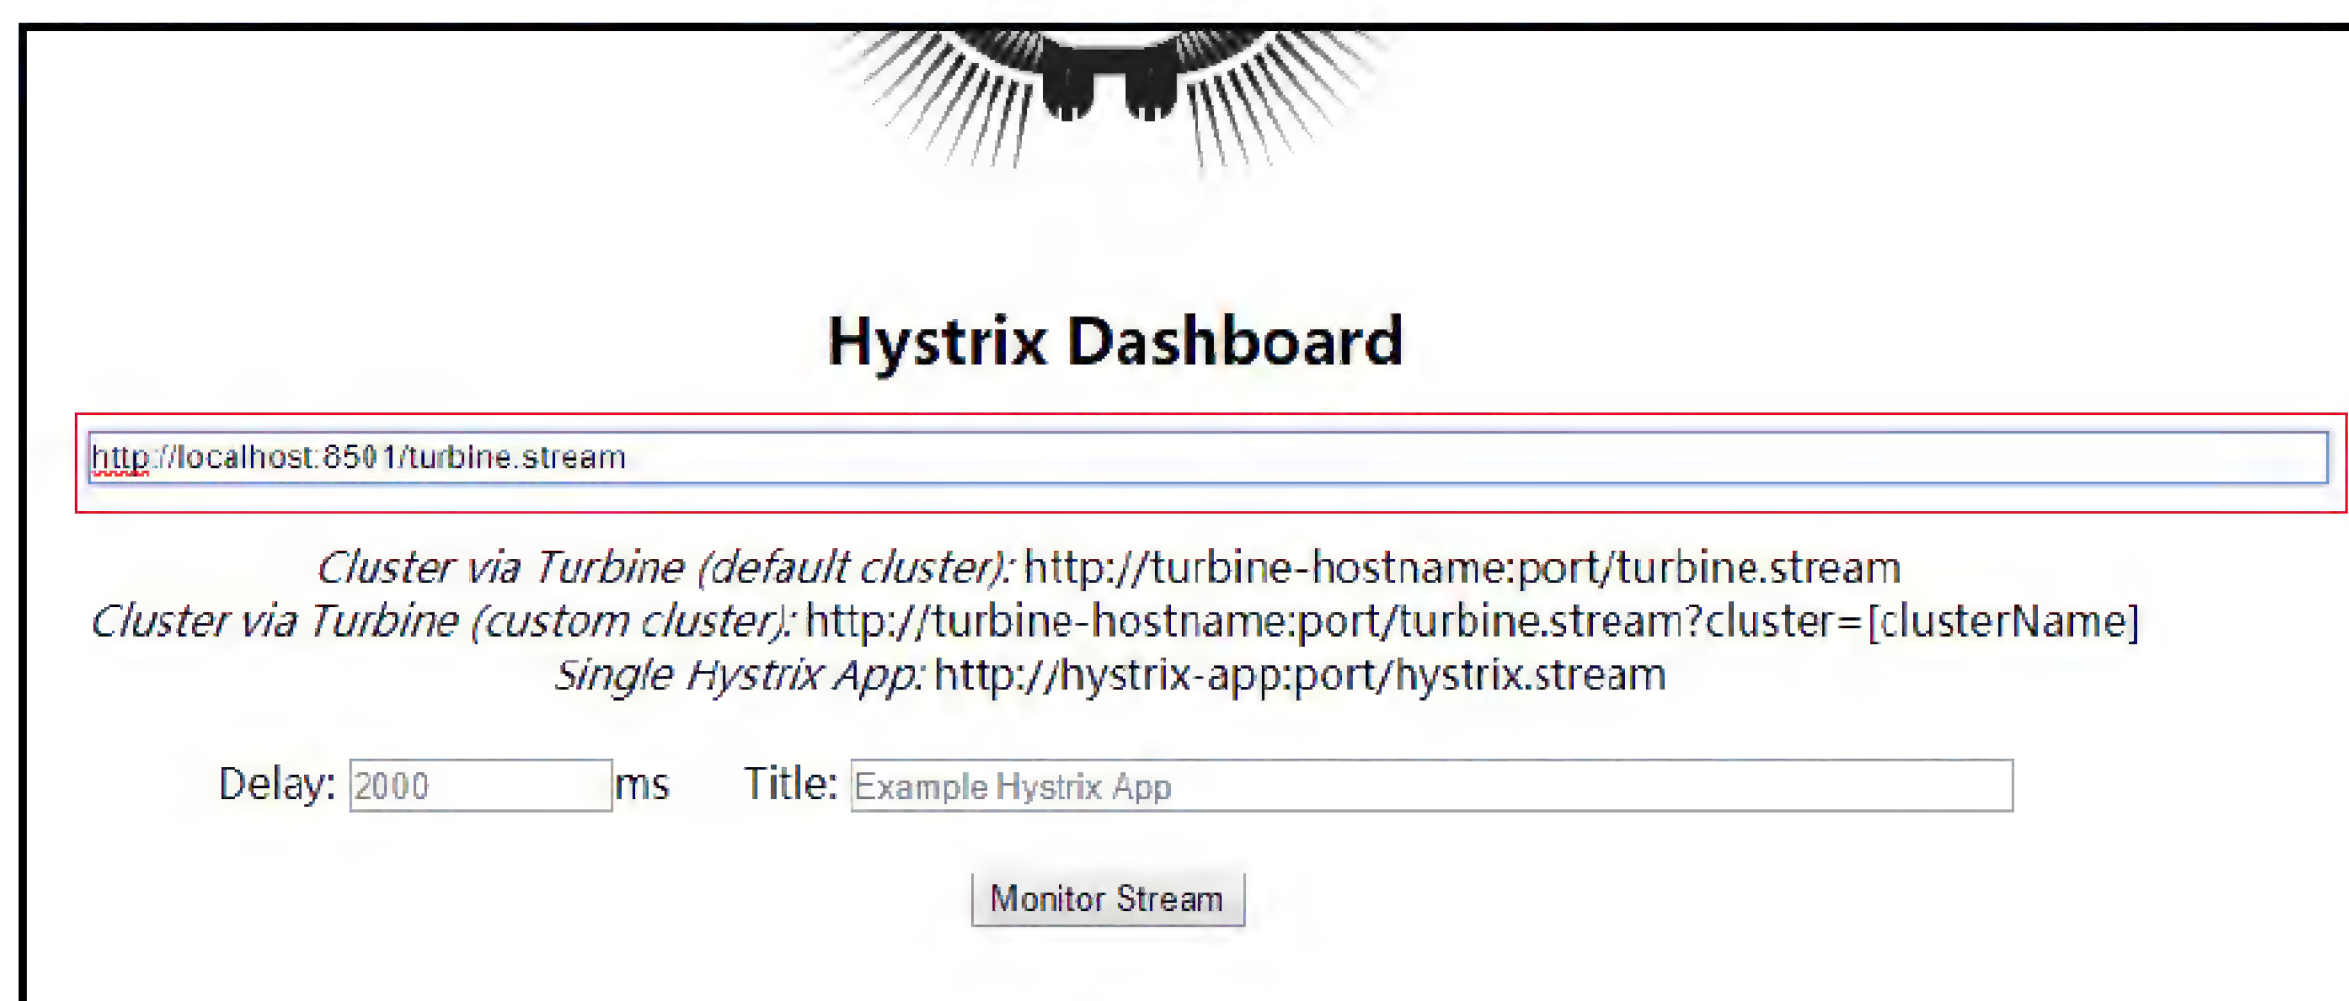 Hystrix Dashboard
http://localhost:8501/turbine.stream
Cluster via Turbine (default cluster): http://turbine-hostname:port/turbine.stream
Cluster via Turbine (custom cluster): http://turbine-hostname:port/turbine.stream?cluster=[clusterName]
Single Hystrix App: http://hystrix-app:port/hystrix.stream
Delay: 2000 ms Title: Example Hystrix App
Monitor Stream